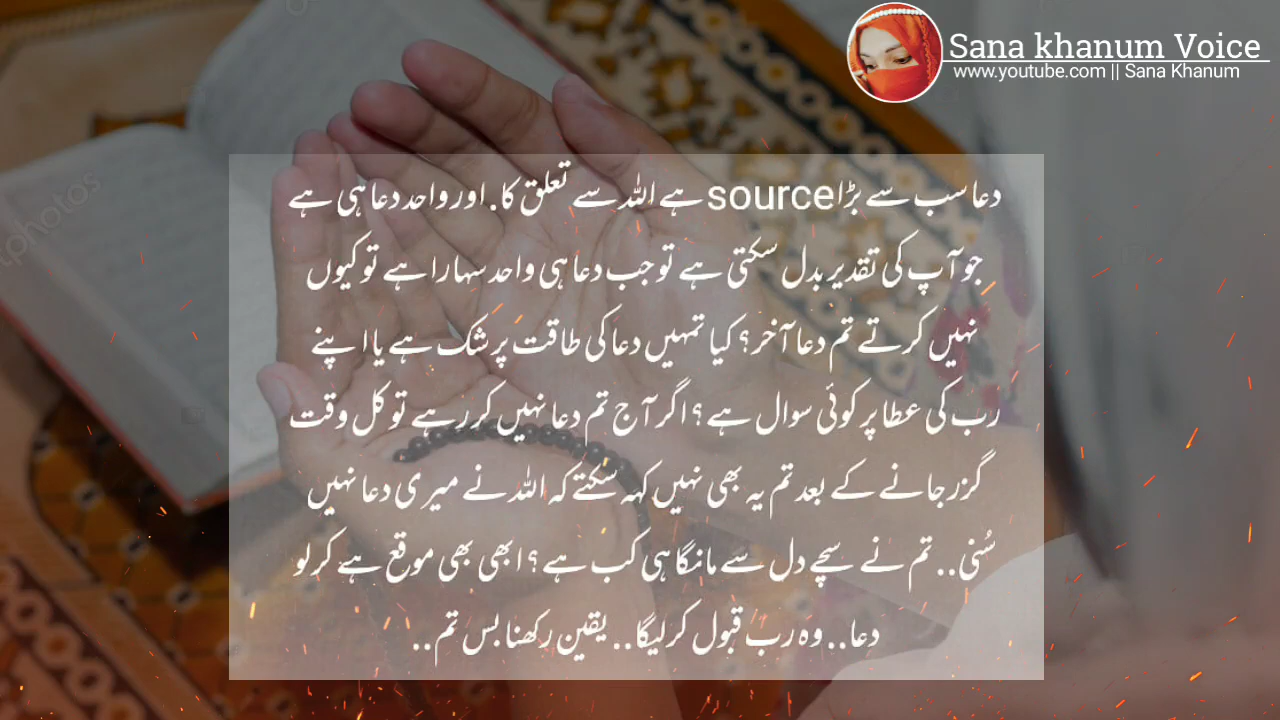 Sana khanum Voice
www.youtube.com || Sana Khanum
دعا سب سے بڑا source ہے اللہ سے تعلق کا. اور واحد دعا ہی ہے
جو آپ کی تقدیر بدل سکتی ہے تو جب دعا ہی واحد سہارا ہے تو کیوں
نہیں کرتے تم دعا آخر؟ کیا تمہیں دعا کی طاقت پر شک ہے یا اپنے
رب کی عطا پر کوئی سوال ہے؟ اگر آج تم دعا نہیں کر رہے تو کل وقت
گزر جانے کے بعد تم یہ بھی نہیں کہہ سکتے کہ اللہ نے میری دعا نہیں
سُنی.. تم نے سچے دل سے مانگا ہی کب ہے؟ ابھی بھی موقع ہے کرلو
دعا.. وہ رب قبول کرلیگا.. یقین رکھنا بس تم..